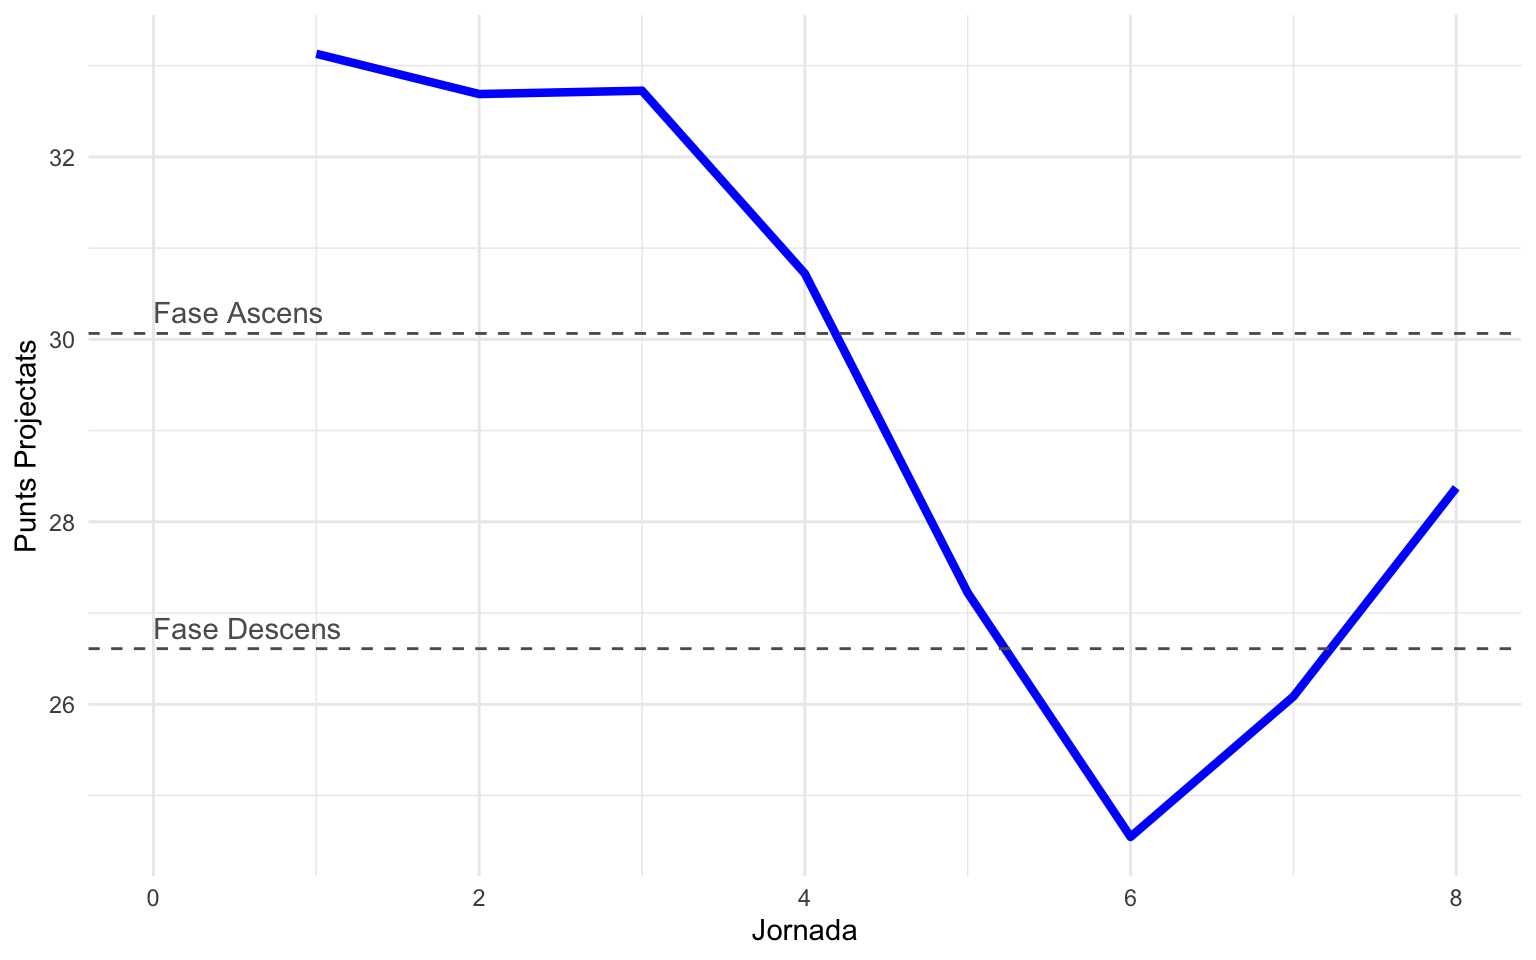 32
Fase Ascens
30
28
Fase Descens
26
Punts Projectats
0 2 4 6 8
Jornada